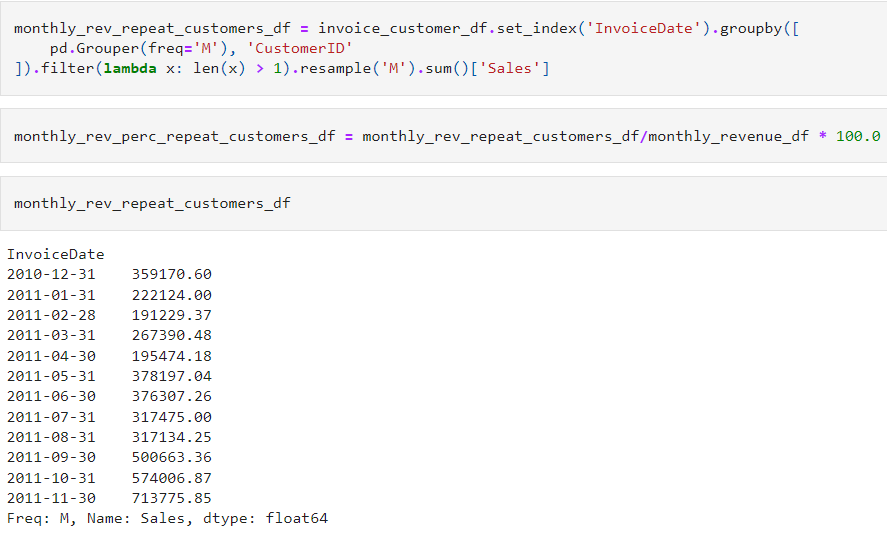 monthly_rev_repeat_customers_df = invoice_customer_df.set_index('InvoiceDate').groupby([
    pd.Grouper(freq='M'), 'CustomerID'
]).filter(lambda x: len(x) > 1).resample('M').sum()['Sales']
monthly_rev_perc_repeat_customers_df = monthly_rev_repeat_customers_df/monthly_revenue_df * 100.0
monthly_rev_repeat_customers_df
InvoiceDate
2010-12-31    359170.60
2011-01-31    222124.00
2011-02-28    191229.37
2011-03-31    267390.48
2011-04-30    195474.18
2011-05-31    378197.04
2011-06-30    376307.26
2011-07-31    317475.00
2011-08-31    317134.25
2011-09-30    500663.36
2011-10-31    574006.87
2011-11-30    713775.85
Freq: M, Name: Sales, dtype: float64